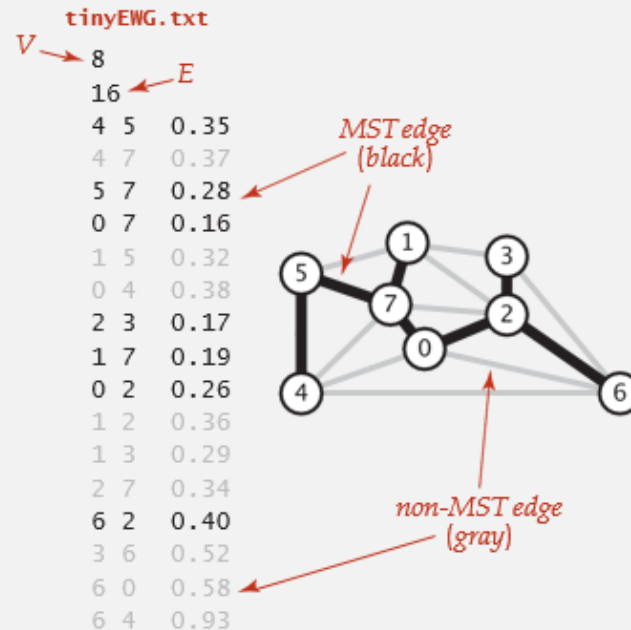 tinyEWG.txt
V
8
16
E
4 5 0.35
4 7 0.37
5 7 0.28
0 7 0.16
1 5 0.32
0 4 0.38
2 3 0.17
1 7 0.19
0 2 0.26
1 2 0.36
1 3 0.29
2 7 0.34
6 2 0.40
3 6 0.52
6 0 0.58
6 4 0.93
MST edge
(black)
1
3
5
7
2
0
4
6
non-MST edge
(gray)